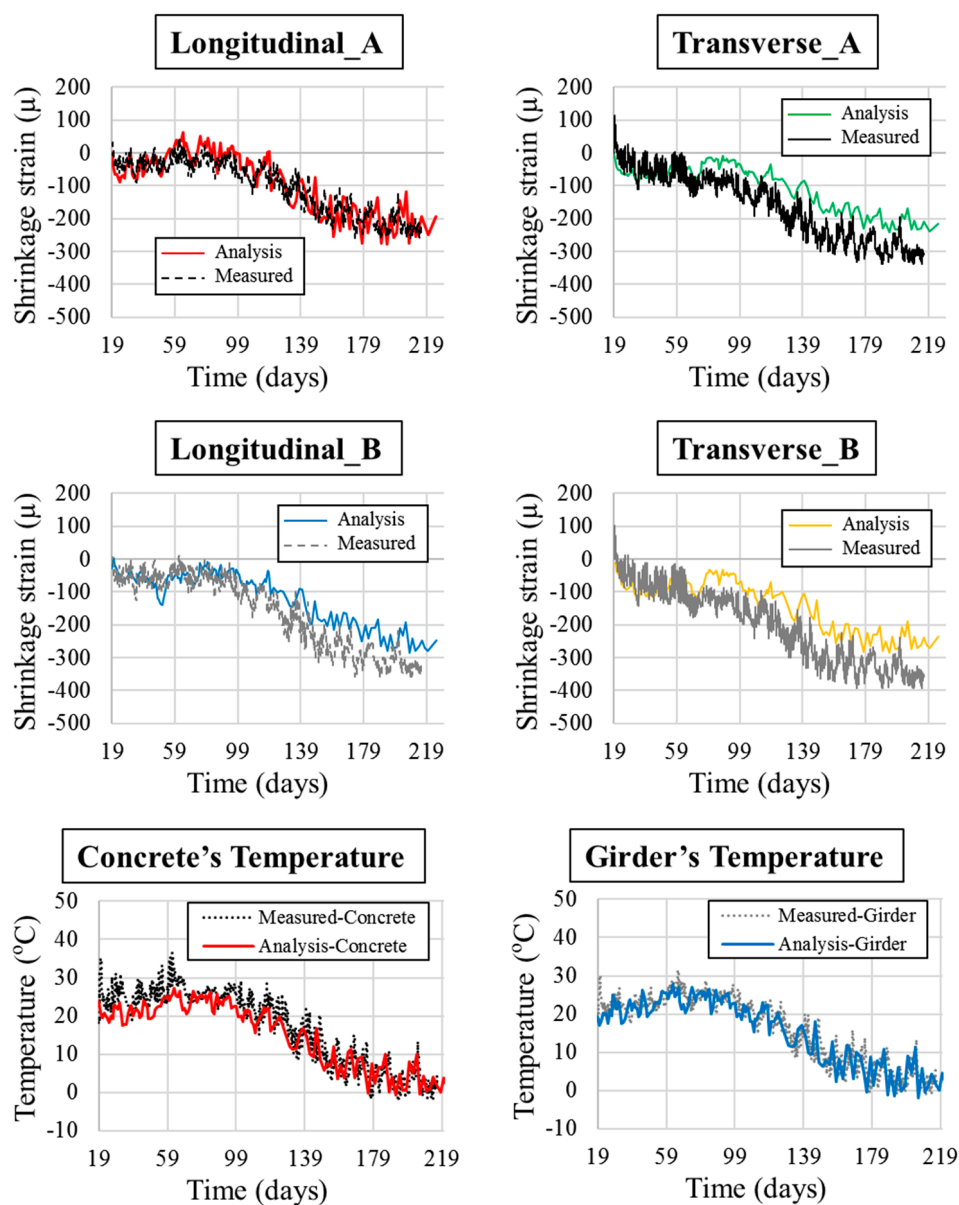 Longitudinal_A
Shrinkage strain (μ)
200
100
0
-100
-200
-300
-400
-500
Analysis
Measured
19 59 99 139 179 219
Time (days)
Transverse_A
Shrinkage strain (μ)
200
100
0
-100
-200
-300
-400
-500
Analysis
Measured
19 59 99 139 179 219
Time (days)
Longitudinal_B
Shrinkage strain (μ)
200
100
0
-100
-200
-300
-400
-500
Analysis
Measured
19 59 99 139 179 219
Time (days)
Transverse_B
Shrinkage strain (μ)
200
100
0
-100
-200
-300
-400
-500
Analysis
Measured
19 59 99 139 179 219
Time (days)
Concrete’s Temperature
Temperature (°C)
50
40
30
20
10
0
-10
Measured-Concrete
Analysis-Concrete
19 59 99 139 179 219
Time (days)
Girder’s Temperature
Temperature (°C)
50
40
30
20
10
0
-10
Measured-Girder
Analysis-Girder
19 59 99 139 179 219
Time (days)